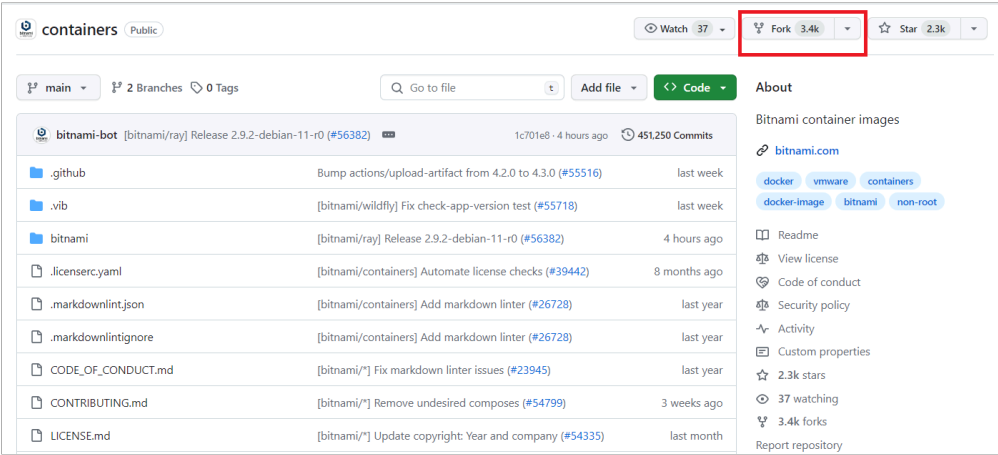 containers Public Watch 37 Fork 3.4k Star 2.3k
main 2 Branches 0 Tags Go to file t Add file Code
bitnami-bot [bitnami/ray] Release 2.9.2-debian-11-r0 (#56382) 1c701e8 · 4 hours ago 451,250 Commits
.github Bump actions/upload-artifact from 4.2.0 to 4.3.0 (#55516) last week
.vib [bitnami/wildfly] Fix check-app-version test (#55718) last week
bitnami [bitnami/ray] Release 2.9.2-debian-11-r0 (#56382) 4 hours ago
.licenserc.yaml [bitnami/containers] Automate license checks (#39442) 8 months ago
.markdownlint.json [bitnami/containers] Add markdown linter (#26728) last year
.markdownlintignore [bitnami/containers] Add markdown linter (#26728) last year
CODE_OF_CONDUCT.md [bitnami/*] Fix markdown linter issues (#23945) last year
CONTRIBUTING.md [bitnami/*] Remove undesired composes (#54799) 3 weeks ago
LICENSE.md [bitnami/*] Update copyright: Year and company (#54335) last month
About
Bitnami container images
bitnami.com
docker vmware containers
docker-image bitnami non-root
Readme
View license
Code of conduct
Security policy
Activity
Custom properties
2.3k stars
37 watching
3.4k forks
Report repository